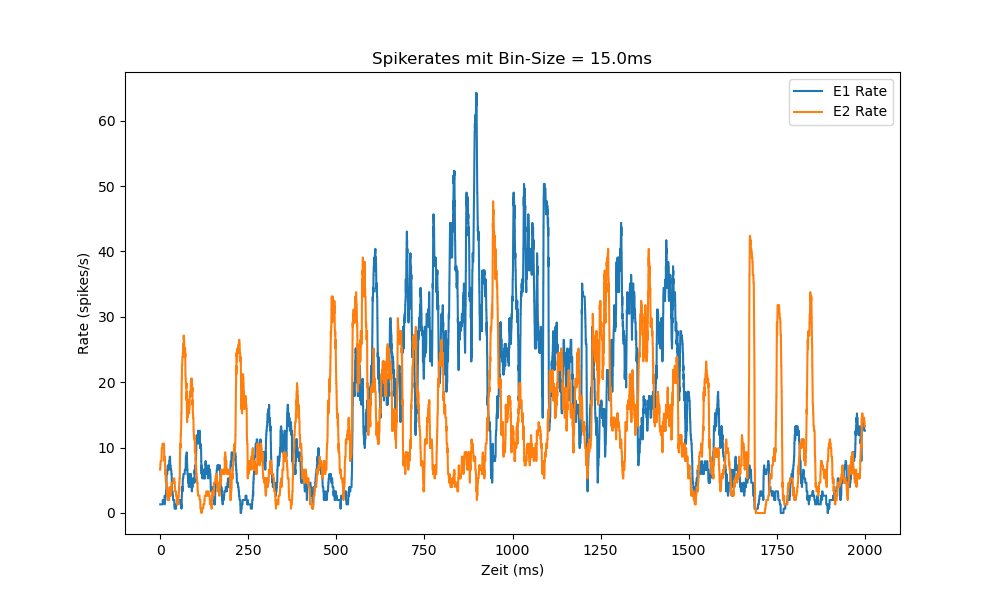 Spikerates mit Bin-Size = 15.0ms
E1 Rate
E2 Rate
Rate (spikes/s)
60
50
40
30
20
10
0
0 250 500 750 1000 1250 1500 1750 2000
Zeit (ms)